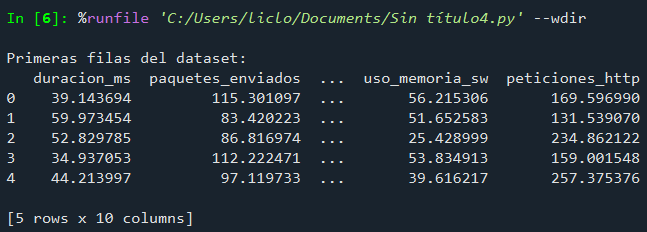 In [6]: %runfile 'C:/Users/liclo/Documents/Sin título4.py' --wdir
Primeras filas del dataset:
duracion_ms paquetes_enviados ... uso_memoria_sw peticiones_http
0 39.143694 115.301097 ... 56.215306 169.596990
1 59.973454 83.420223 ... 51.652583 131.539070
2 52.829785 86.816974 ... 25.428999 234.862122
3 34.937053 112.222471 ... 53.834913 159.001548
4 44.213997 97.119733 ... 39.616217 257.375376
[5 rows x 10 columns]